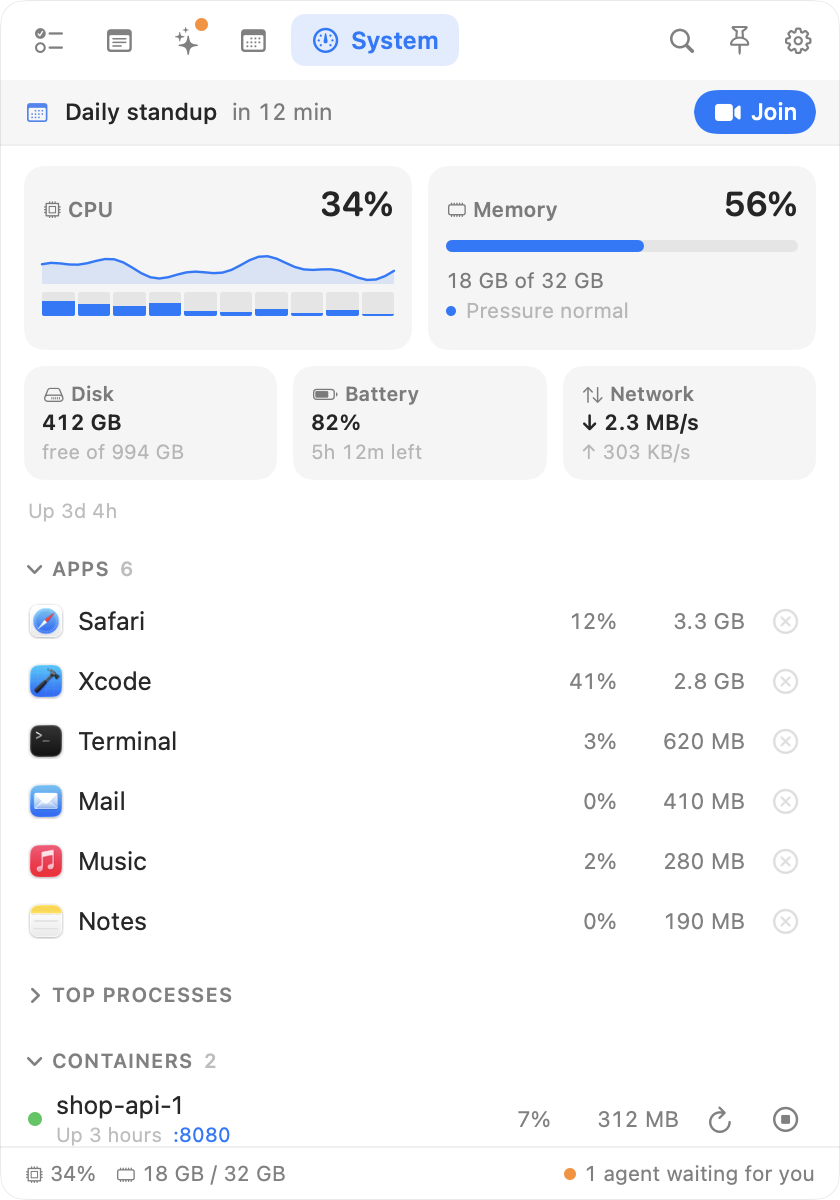 System
Daily standup in 12 min
Join
CPU 34%
Memory 56%
18 GB of 32 GB
Pressure normal
Disk
412 GB
free of 994 GB
Battery
82%
5h 12m left
Network
↓ 2.3 MB/s
↑ 303 KB/s
Up 3d 4h
APPS 6
Safari 12% 3.3 GB
Xcode 41% 2.8 GB
>_
Terminal 3% 620 MB
Mail 0% 410 MB
Music 2% 280 MB
Notes 0% 190 MB
TOP PROCESSES
CONTAINERS 2
shop-api-1 7% 312 MB
Up 3 hours :8080
34% 18 GB / 32 GB 1 agent waiting for you